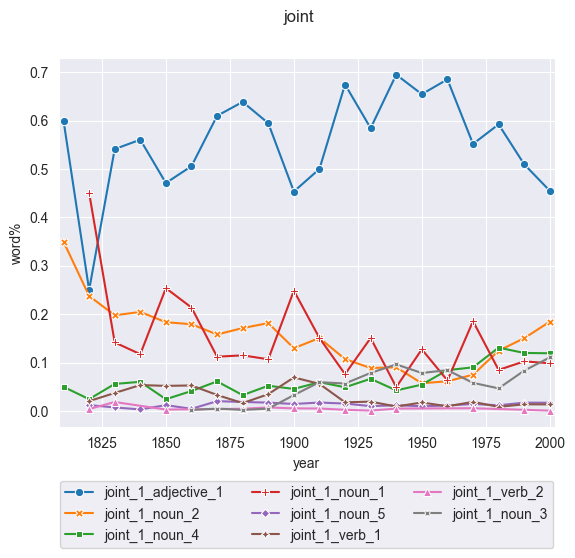 joint
0.7
0.6
0.5
0.4
0.3
0.2
0.1
0.0
word%
1825 1850 1875 1900 1925 1950 1975 2000
year
joint_1_adjective_1 joint_1_noun_1 joint_1_verb_2
joint_1_noun_2 joint_1_noun_5 joint_1_noun_3
joint_1_noun_4 joint_1_verb_1